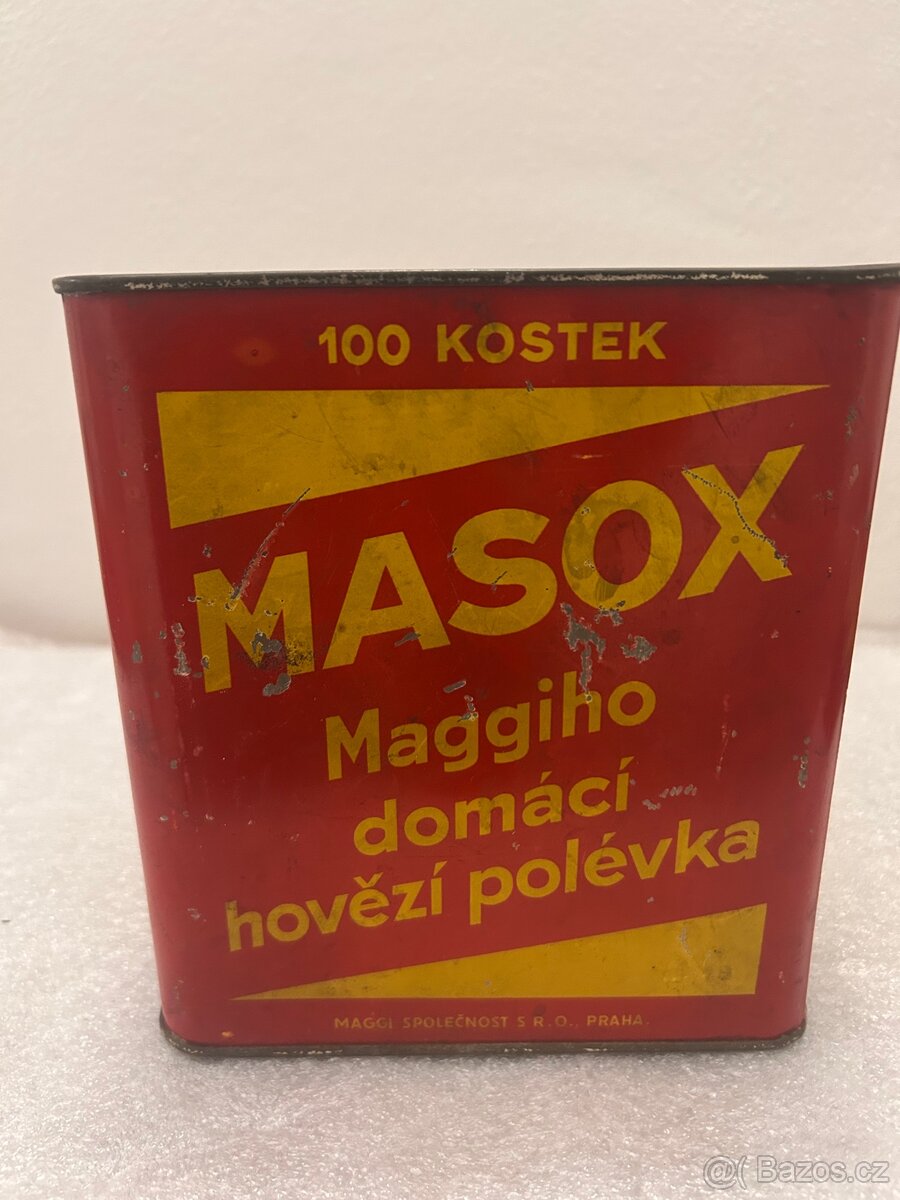 100 KOSTEK
MASOX
Maggiho
domácí
hovězí polévka
MAGGI SPOLEČNOST S R.O., PRAHA.
@( Bazos.cz